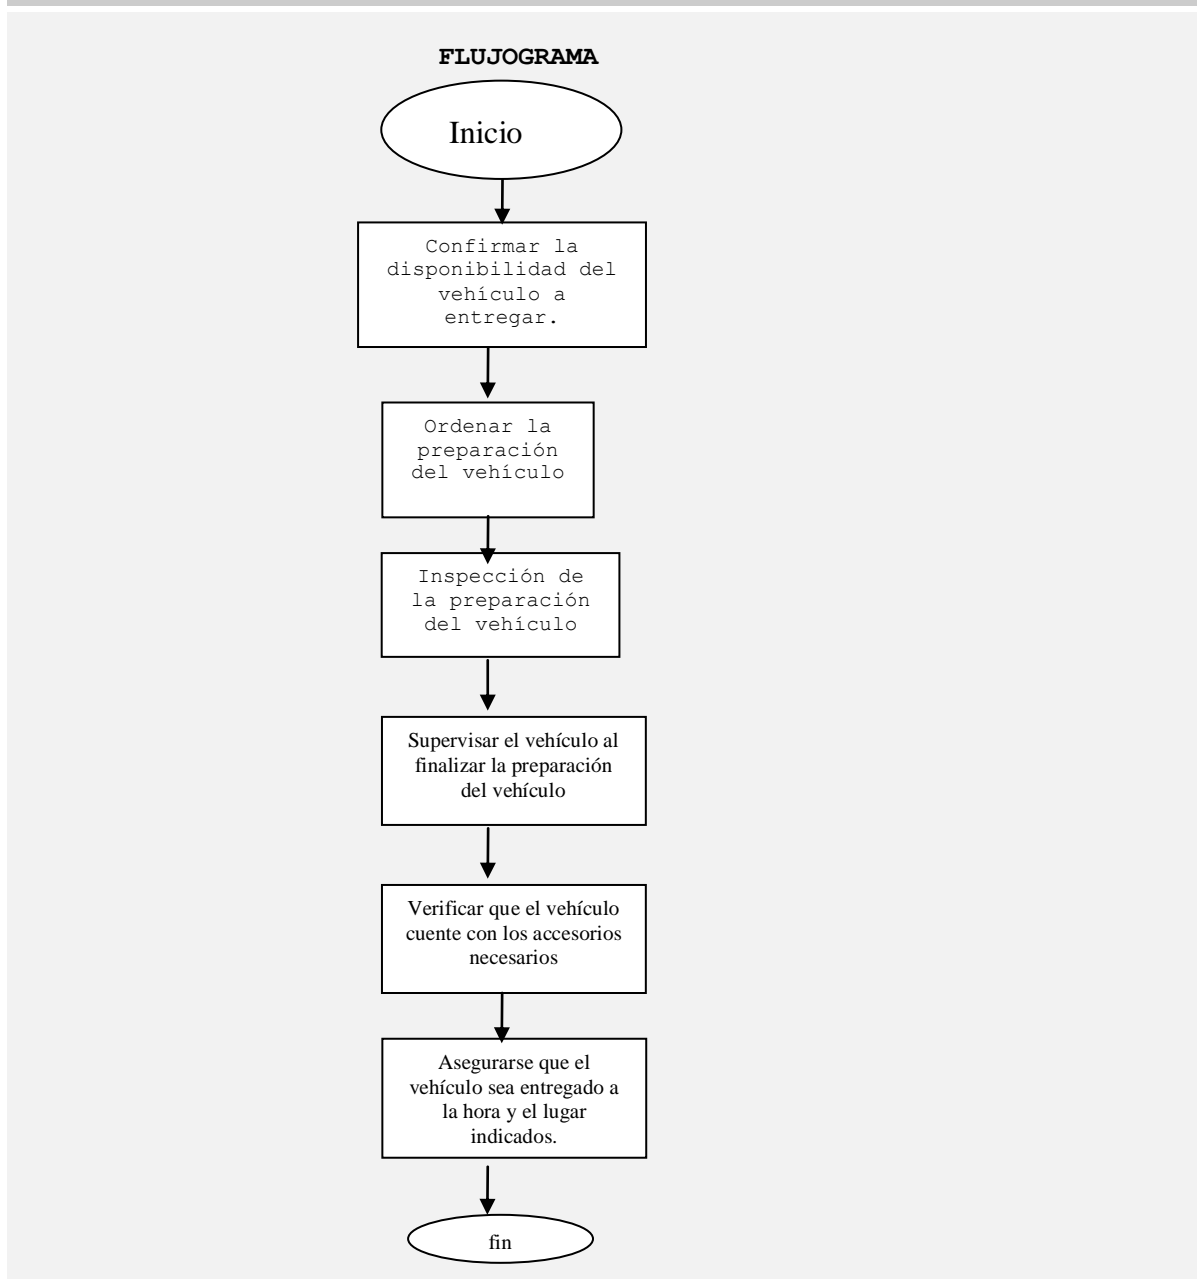 FLUJOGRAMA
Inicio
Confirmar la
disponibilidad del
vehículo a
entregar.
Ordenar la
preparación
del vehículo
Inspección de
la preparación
del vehículo
Supervisar el vehículo al
finalizar la preparación
del vehículo
Verificar que el vehículo
cuente con los accesorios
necesarios
Asegurarse que el
vehículo sea entregado a
la hora y el lugar
indicados.
fin